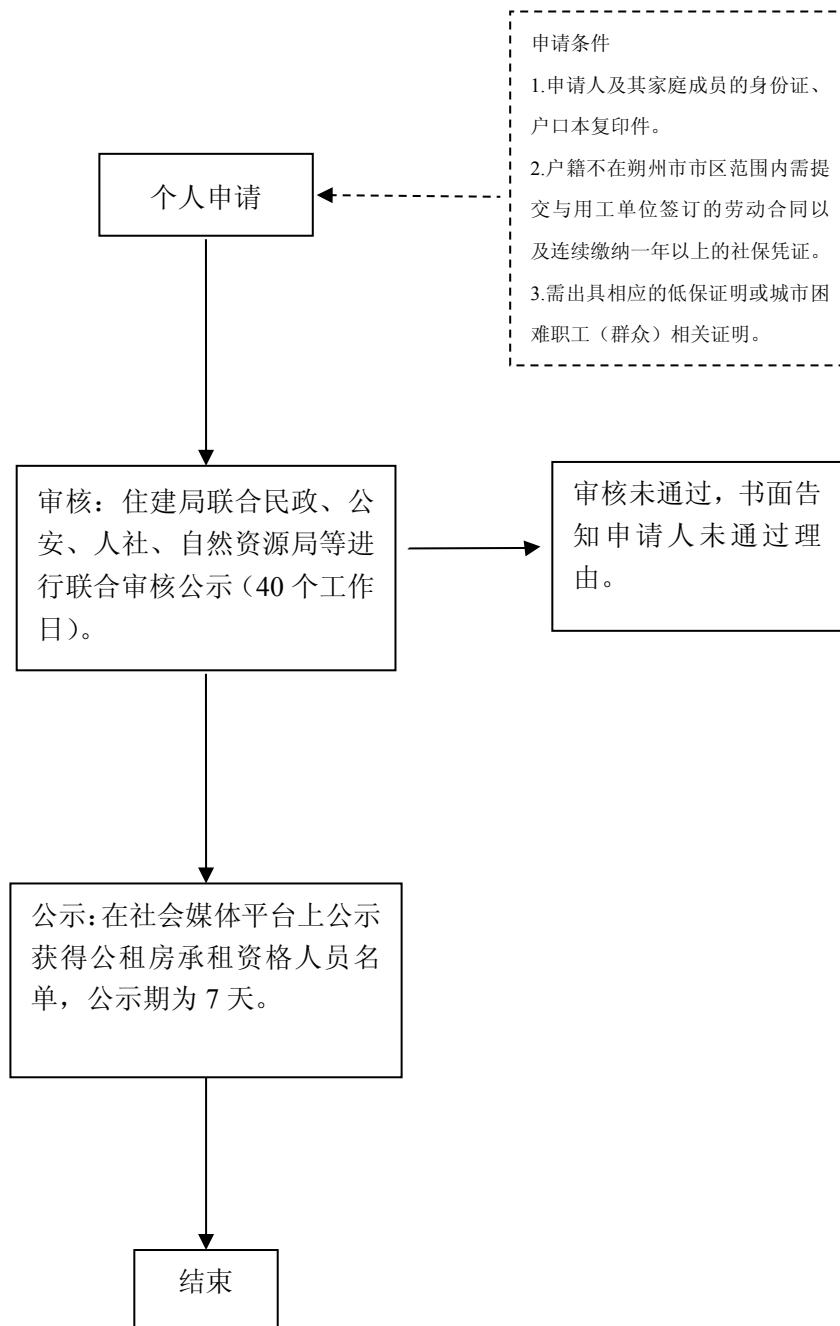 申请条件
1.申请人及其家庭成员的身份证、
户口本复印件。
2.户籍不在朔州市市区范围内需提
交与用工单位签订的劳动合同以
及连续缴纳一年以上的社保凭证。
3.需出具相应的低保证明或城市困
难职工（群众）相关证明。
个人申请
审核：住建局联合民政、公
安、人社、自然资源局等进
行联合审核公示（40 个工作
日）。
审核未通过，书面告
知申请人未通过理
由。
公示：在社会媒体平台上公示
获得公租房承租资格人员名
单，公示期为 7 天。
结束